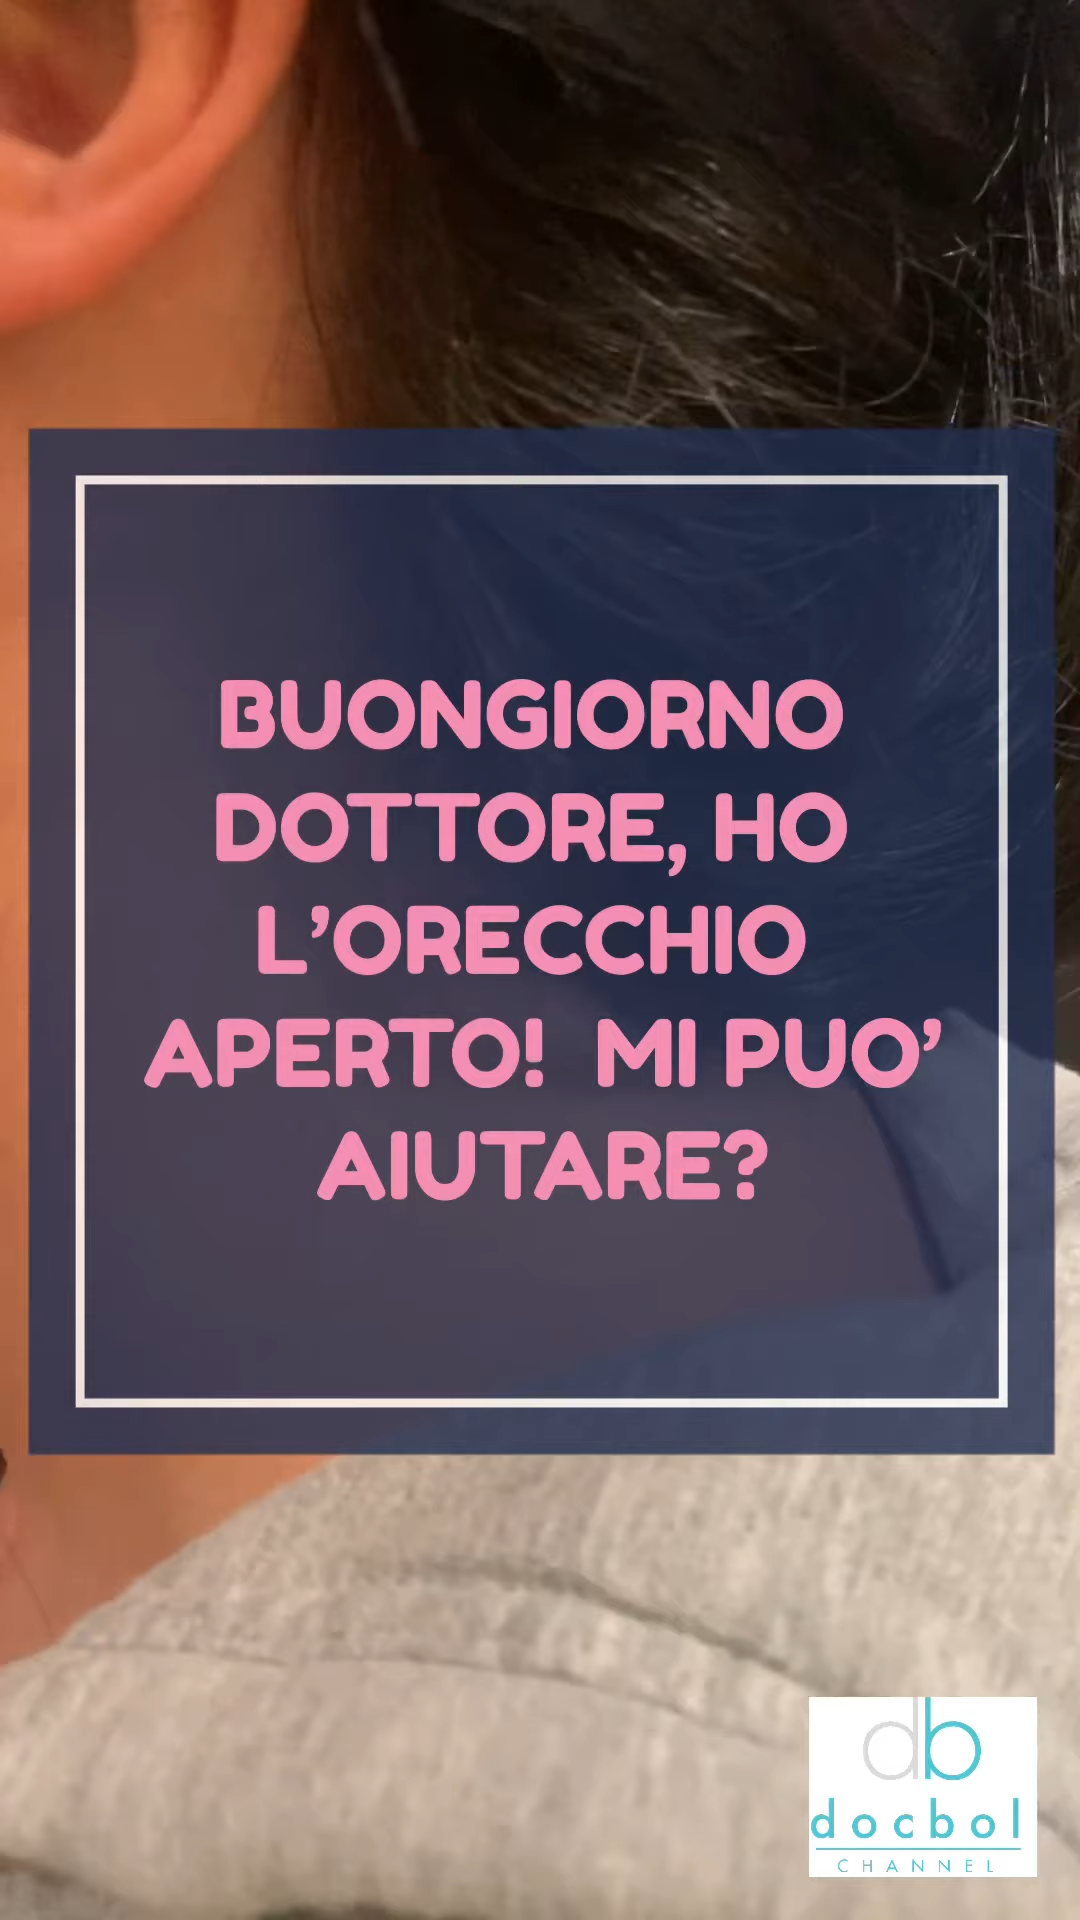 BUONGIORNO
DOTTORE, HO
L’ORECCHIO
APERTO! MI PUO’
AIUTARE?
db
docbol
CHANNEL